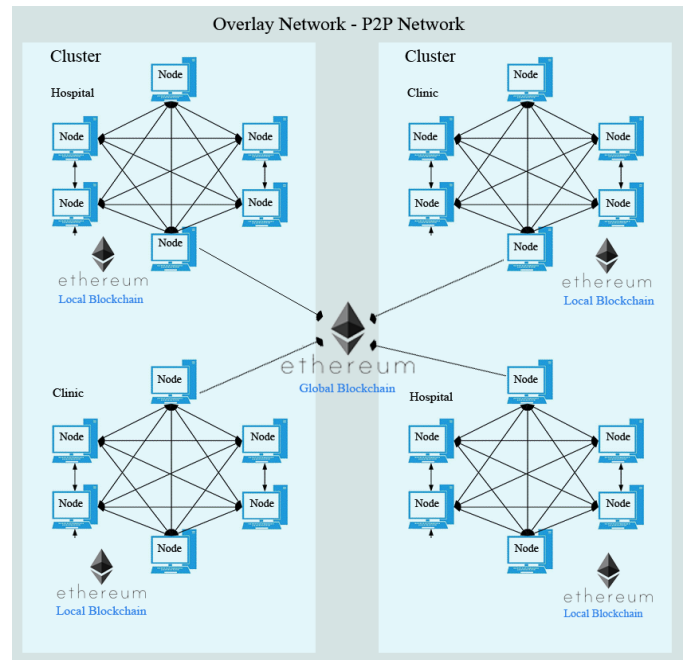 Overlay Network - P2P Network
Cluster
Hospital
Node
Node
Node
Node
Node
Node
ethereum
Local Blockchain
Cluster
Clinic
Node
Node
Node
Node
Node
Node
ethereum
Local Blockchain
ethereum
Global Blockchain
Clinic
Node
Node
Node
Node
Node
Node
ethereum
Local Blockchain
Hospital
Node
Node
Node
Node
Node
Node
ethereum
Local Blockchain